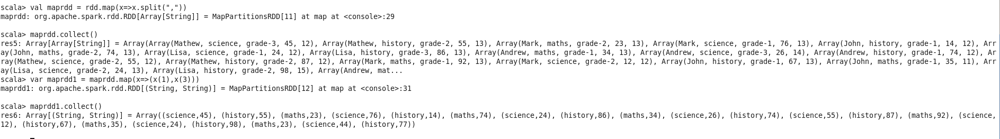 scala> val maprdd = rdd.map(x=>x.split(","))
maprdd: org.apache.spark.rdd.RDD[Array[String]] = MapPartitionsRDD[11] at map at <console>:29
scala> maprdd.collect()
res5: Array[Array[String]] = Array(Array(Mathew, science, grade-3, 45, 12), Array(Mathew, history, grade-2, 55, 13), Array(Mark, maths, grade-2, 23, 13), Array(Mark, science, grade-1, 76, 13), Array(John, history, grade-1, 14, 12), Arr
ay(John, maths, grade-2, 74, 13), Array(Lisa, science, grade-1, 24, 12), Array(Lisa, history, grade-3, 86, 13), Array(Andrew, maths, grade-1, 34, 13), Array(Andrew, science, grade-3, 26, 14), Array(Andrew, history, grade-1, 74, 12), Ar
ray(Mathew, science, grade-2, 55, 12), Array(Mathew, history, grade-2, 87, 12), Array(Mark, maths, grade-1, 92, 13), Array(Mark, science, grade-2, 12, 12), Array(John, history, grade-1, 67, 13), Array(John, maths, grade-1, 35, 11), Arr
ay(Lisa, science, grade-2, 24, 13), Array(Lisa, history, grade-2, 98, 15), Array(Andrew, mat...
scala> var maprdd1 = maprdd.map(x=>(x(1),x(3)))
maprdd1: org.apache.spark.rdd.RDD[(String, String)] = MapPartitionsRDD[12] at map at <console>:31
scala> maprdd1.collect()
res6: Array[(String, String)] = Array((science,45), (history,55), (maths,23), (science,76), (history,14), (maths,74), (science,24), (history,86), (maths,34), (science,26), (history,74), (science,55), (history,87), (maths,92), (science,
12), (history,67), (maths,35), (science,24), (history,98), (maths,23), (science,44), (history,77))